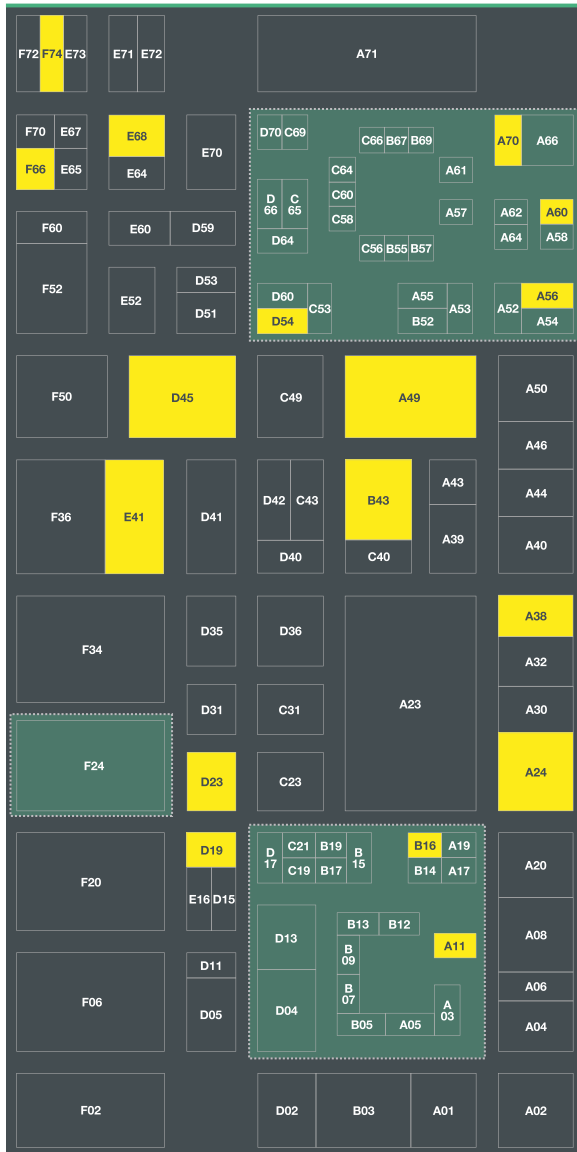 F72 F74 E73 E71 E72 A71
F70 E67 E68 E70 D70 C69 C66 B67 B69 A70 A66
F66 E65 E64 C64 A61
C60
D
66 C
65 C58 A57 A62 A60
F60 E60 D59 D64 C56 B55 B57 A64 A58
F52 E52 D53 D60 C53 A55 A53 A52 A56
D51 D54 B52 A54
F50 D45 C49 A49 A50
A46
F36 E41 D41 D42 C43 B43 A43 A44
D40 C40 A39 A40
F34 D35 D36 A23 A38
A32
D31 C31 A30
F24 D23 C23 A24
F20 D19 D
17 C21 B19 B
15 B16 A19 A20
C19 B17 B14 A17
E16 D15 D13 B13 B12 A08
B
09 A11
F06 D11 A06
D05 D04 B
07 A
03 A04
B05 A05
F02 D02 B03 A01 A02